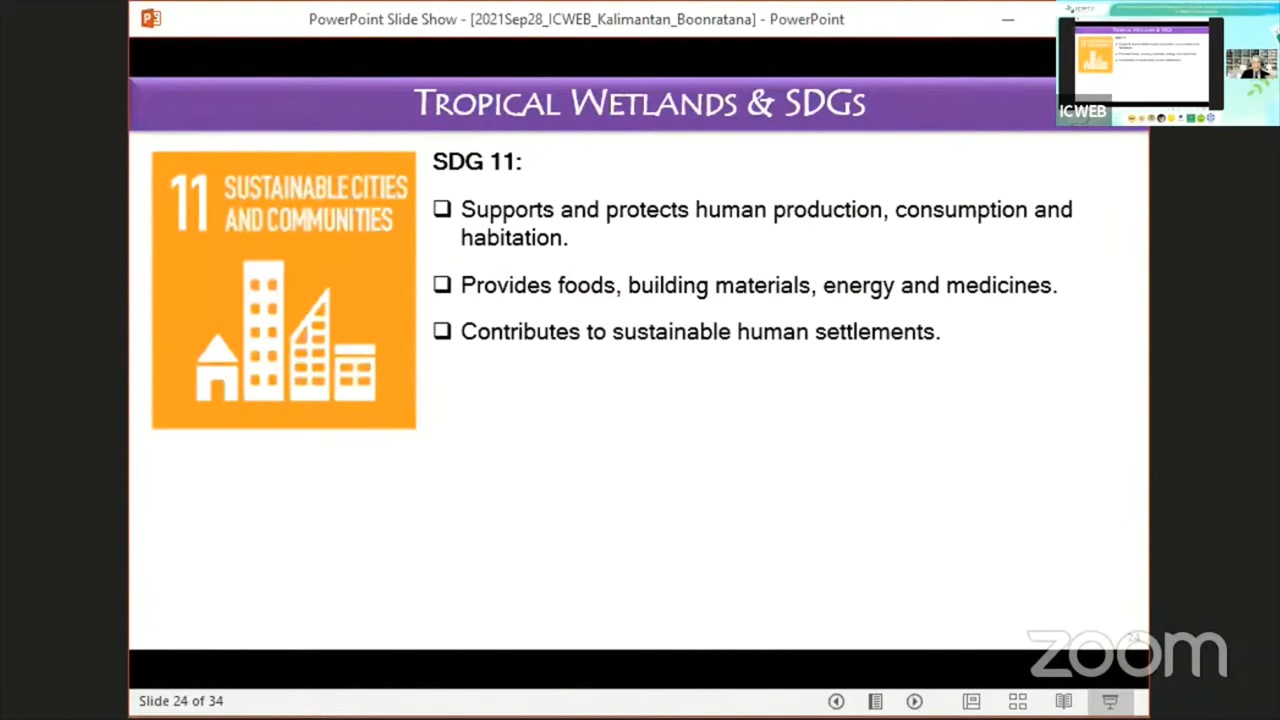 PowerPoint Slide Show - [2021Sep28_ICWEB_Kalimantan_Boonratana] - PowerPoint
TROPICAL WETLANDS & SDGS
ICWEB
11 SUSTAINABLE CITIES
AND COMMUNITIES
SDG 11:
Supports and protects human production, consumption and
habitation.
Provides foods, building materials, energy and medicines.
Contributes to sustainable human settlements.
24
zoom
Slide 24 of 34